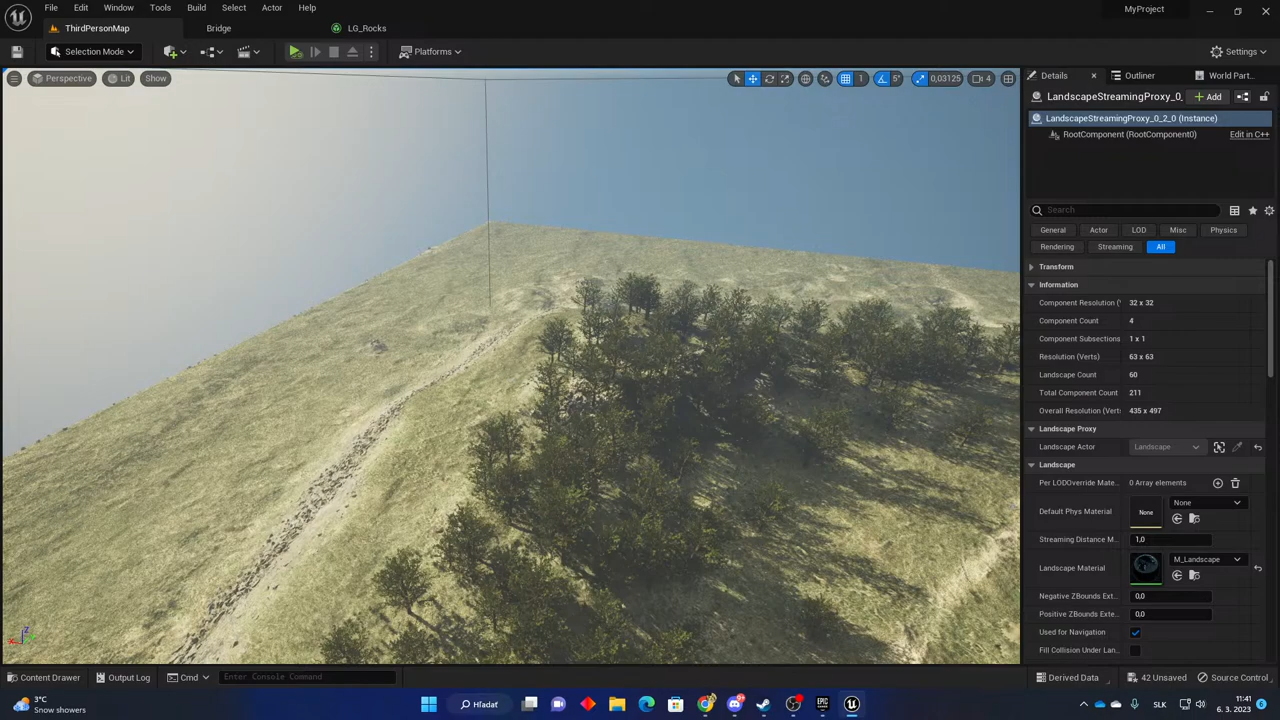 File Edit Window Tools Build Select Actor Help MyProject
ThirdPersonMap Bridge LG_Rocks
Selection Mode Platforms Settings
Perspective Lit Show 1 5° 0,03125 4
Details Outliner World Part...
LandscapeStreamingProxy_0_ Add
LandscapeStreamingProxy_0_2_0 (Instance)
RootComponent (RootComponent0) Edit in C++
Search
General Actor LOD Misc Physics
Rendering Streaming All
Transform
Information
Component Resolution (V 32 x 32
Component Count 4
Component Subsections 1 x 1
Resolution (Verts) 63 x 63
Landscape Count 60
Total Component Count 211
Overall Resolution (Vert 435 x 497
Landscape Proxy
Landscape Actor Landscape
Landscape
Per LODOverride Mate... 0 Array elements
Default Phys Material None None
Streaming Distance M... 1,0
Landscape Material M_Landscape
Negative ZBounds Ext... 0,0
Positive ZBounds Exte... 0,0
Used for Navigation
Fill Collision Under Lan...
Z
X
Content Drawer Output Log Cmd Enter Console Command Derived Data 42 Unsaved Source Control
3°C
Snow showers
Hľadať
SLK
11:41
6. 3. 2023